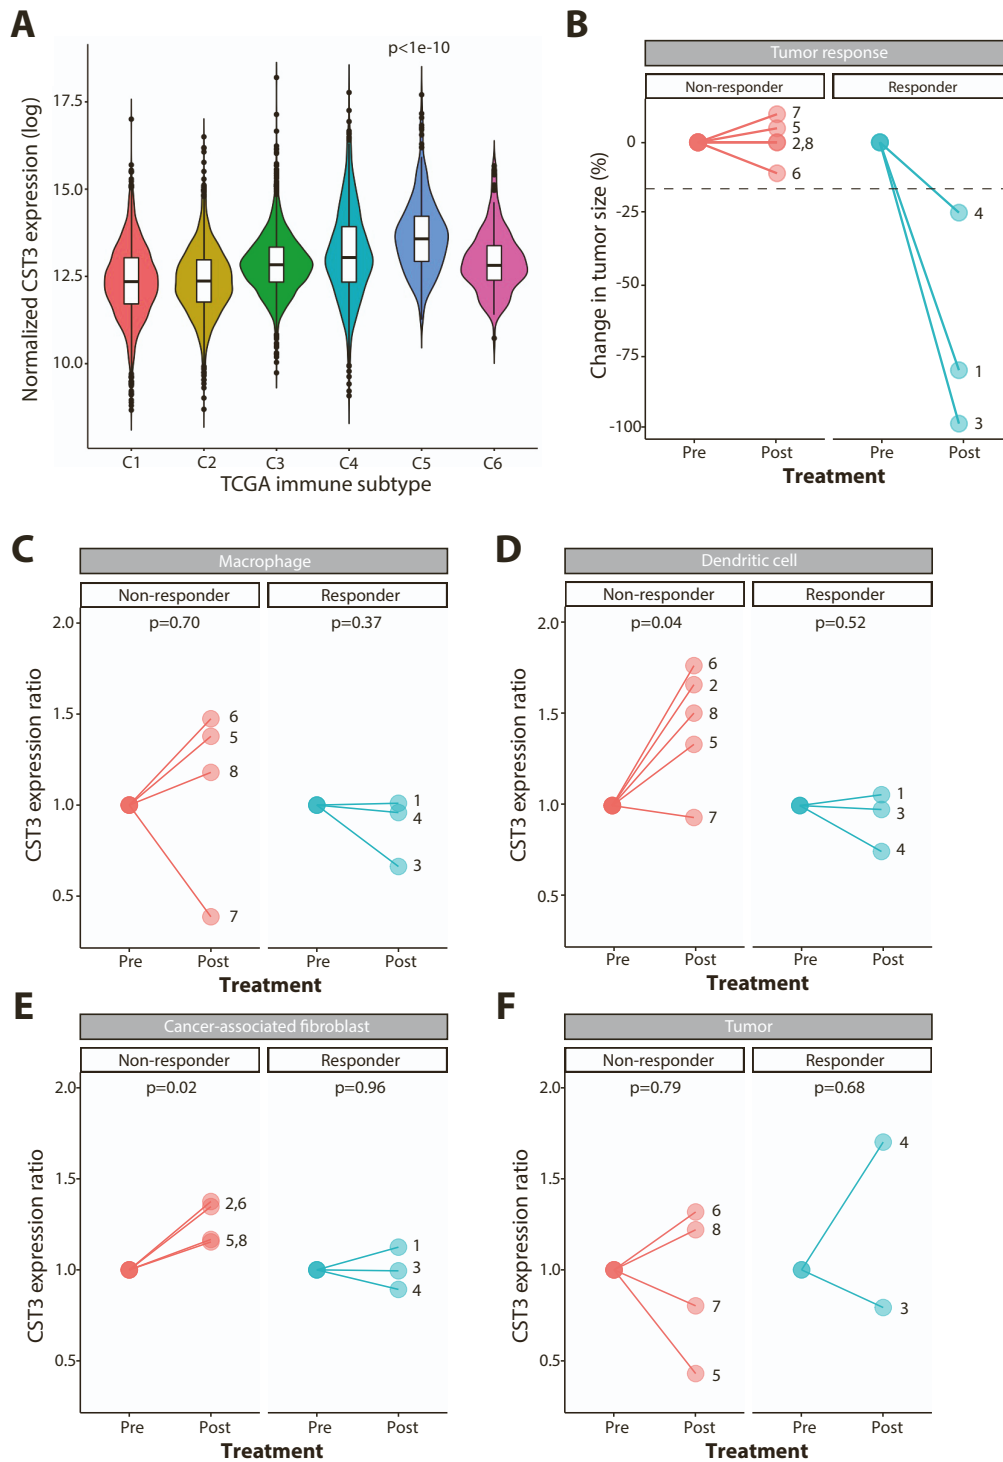 A
p<1e-10
17.5
15.0
12.5
10.0
Normalized CST3 expression (log)
C1 C2 C3 C4 C5 C6
TCGA immune subtype
B
Tumor response
Non-responder Responder
0
-25
-50
-75
-100
Change in tumor size (%)
7
5
2,8
6
4
1
3
Pre Post Pre Post
Treatment
C
Macrophage
Non-responder Responder
p=0.70 p=0.37
2.0
1.5
1.0
0.5
CST3 expression ratio
6
5
8
7
1
4
3
Pre Post Pre Post
Treatment
D
Dendritic cell
Non-responder Responder
p=0.04 p=0.52
2.0
1.5
1.0
0.5
CST3 expression ratio
6
2
8
5
7
1
3
4
Pre Post Pre Post
Treatment
E
Cancer-associated fibroblast
Non-responder Responder
p=0.02 p=0.96
2.0
1.5
1.0
0.5
CST3 expression ratio
2,6
5,8
1
3
4
Pre Post Pre Post
Treatment
F
Tumor
Non-responder Responder
p=0.79 p=0.68
2.0
1.5
1.0
0.5
CST3 expression ratio
6
8
7
5
4
3
Pre Post Pre Post
Treatment